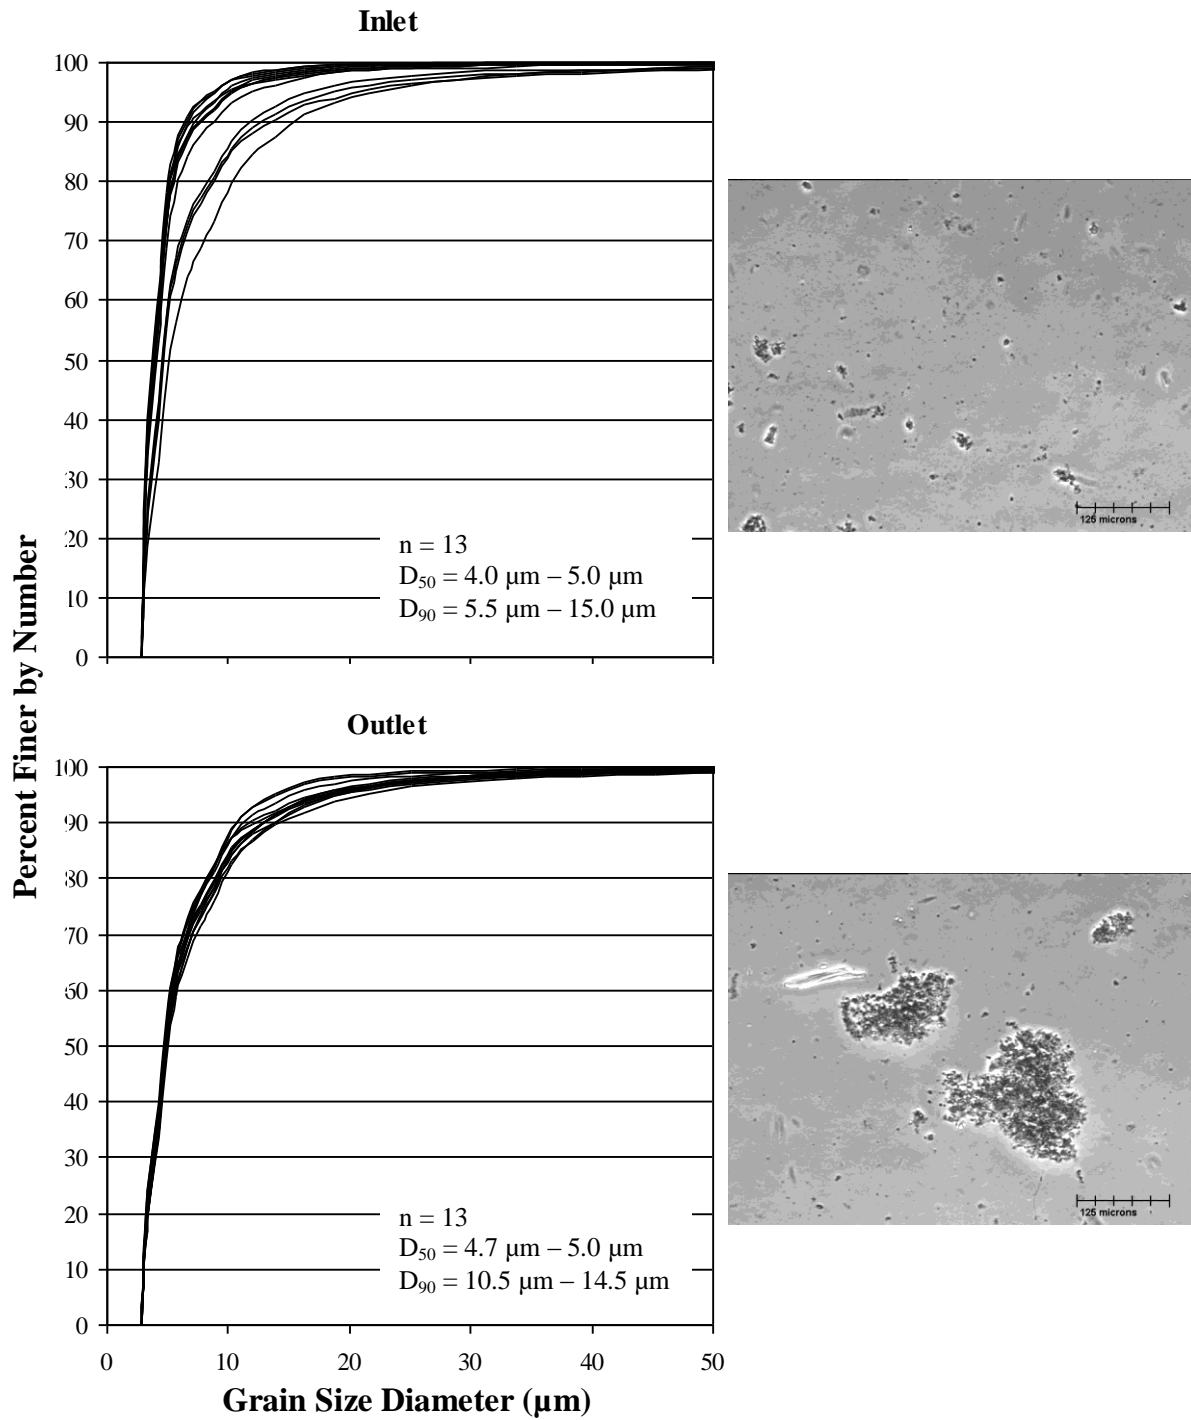 Inlet
100
90
80
70
60
50
40
30
20
10
0
n = 13
D50 = 4.0 µm – 5.0 µm
D90 = 5.5 µm – 15.0 µm
125 microns
Percent Finer by Number
Outlet
100
90
80
70
60
50
40
30
20
10
0
n = 13
D50 = 4.7 µm – 5.0 µm
D90 = 10.5 µm – 14.5 µm
0 10 20 30 40 50
Grain Size Diameter (µm)
125 microns